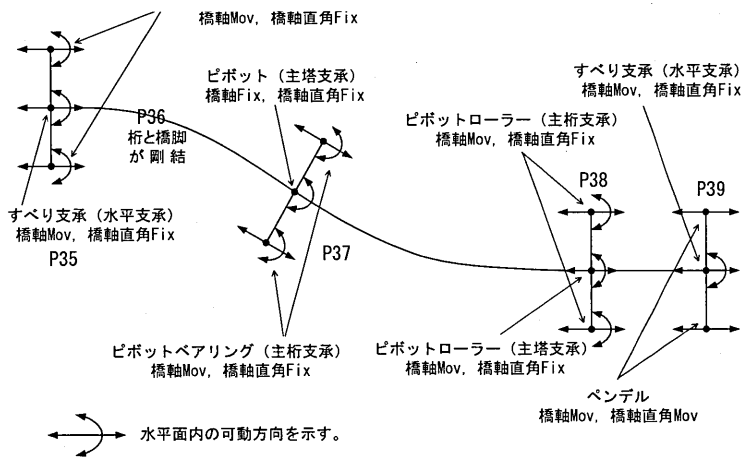 橋軸Mov, 橋軸直角Fix
P36
桁と橋脚
が 剛 結
すべり支承（水平支承）
橋軸Mov, 橋軸直角Fix
P35
ピボット（主塔支承）
橋軸Fix, 橋軸直角Fix
P37
ピボットベアリング（主桁支承）
橋軸Mov, 橋軸直角Fix
ピボットローラー（主桁支承）
橋軸Mov, 橋軸直角Fix
P38
すべり支承（水平支承）
橋軸Mov, 橋軸直角Fix
P39
ピボットローラー（主塔支承）
橋軸Mov, 橋軸直角Fix
ペンデル
橋軸Mov, 橋軸直角Mov
水平面内の可動方向を示す。